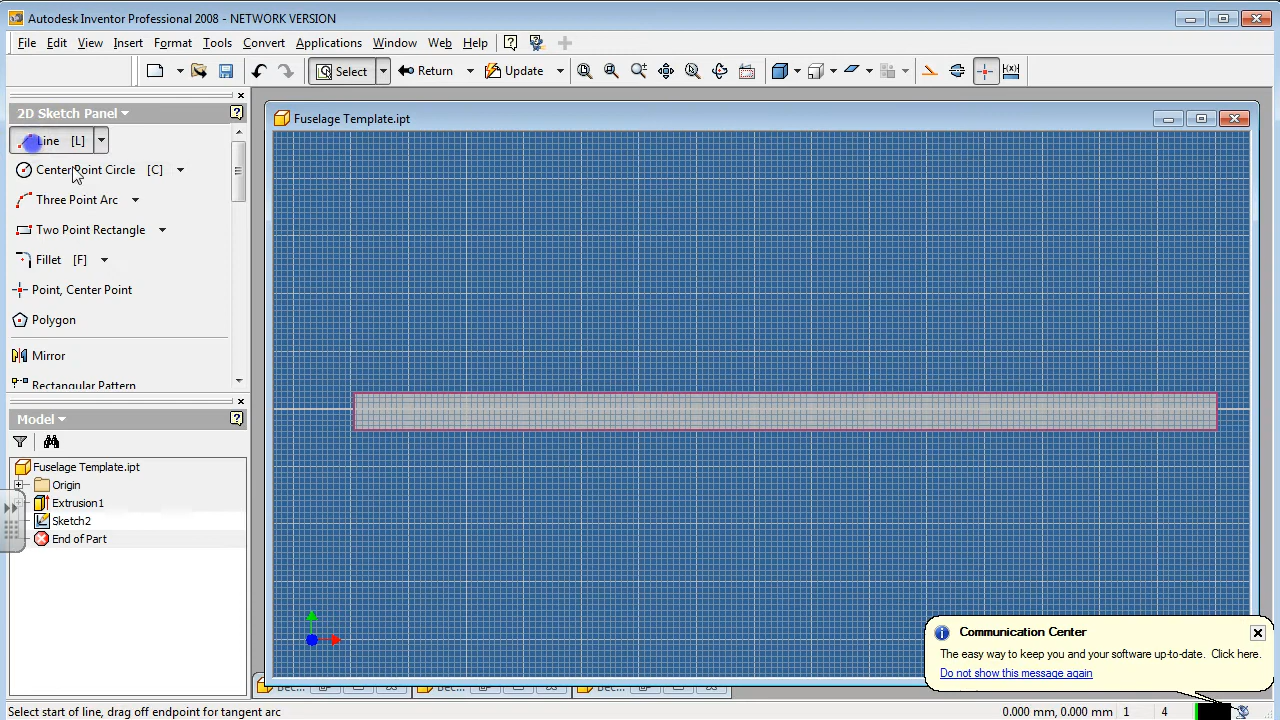 Autodesk Inventor Professional 2008 - NETWORK VERSION
File Edit View Insert Format Tools Convert Applications Window Web Help
Select Return Update
2D Sketch Panel
Line [L]
Center Point Circle [C]
Three Point Arc
Two Point Rectangle
Fillet [F]
Point, Center Point
Polygon
Mirror
Rectangular Pattern
Model
Fuselage Template.ipt
Origin
Extrusion1
Sketch2
End of Part
Fuselage Template.ipt
Communication Center
The easy way to keep you and your software up-to-date. Click here.
Do not show this message again
Select start of line, drag off endpoint for tangent arc
0.000 mm, 0.000 mm 1 4